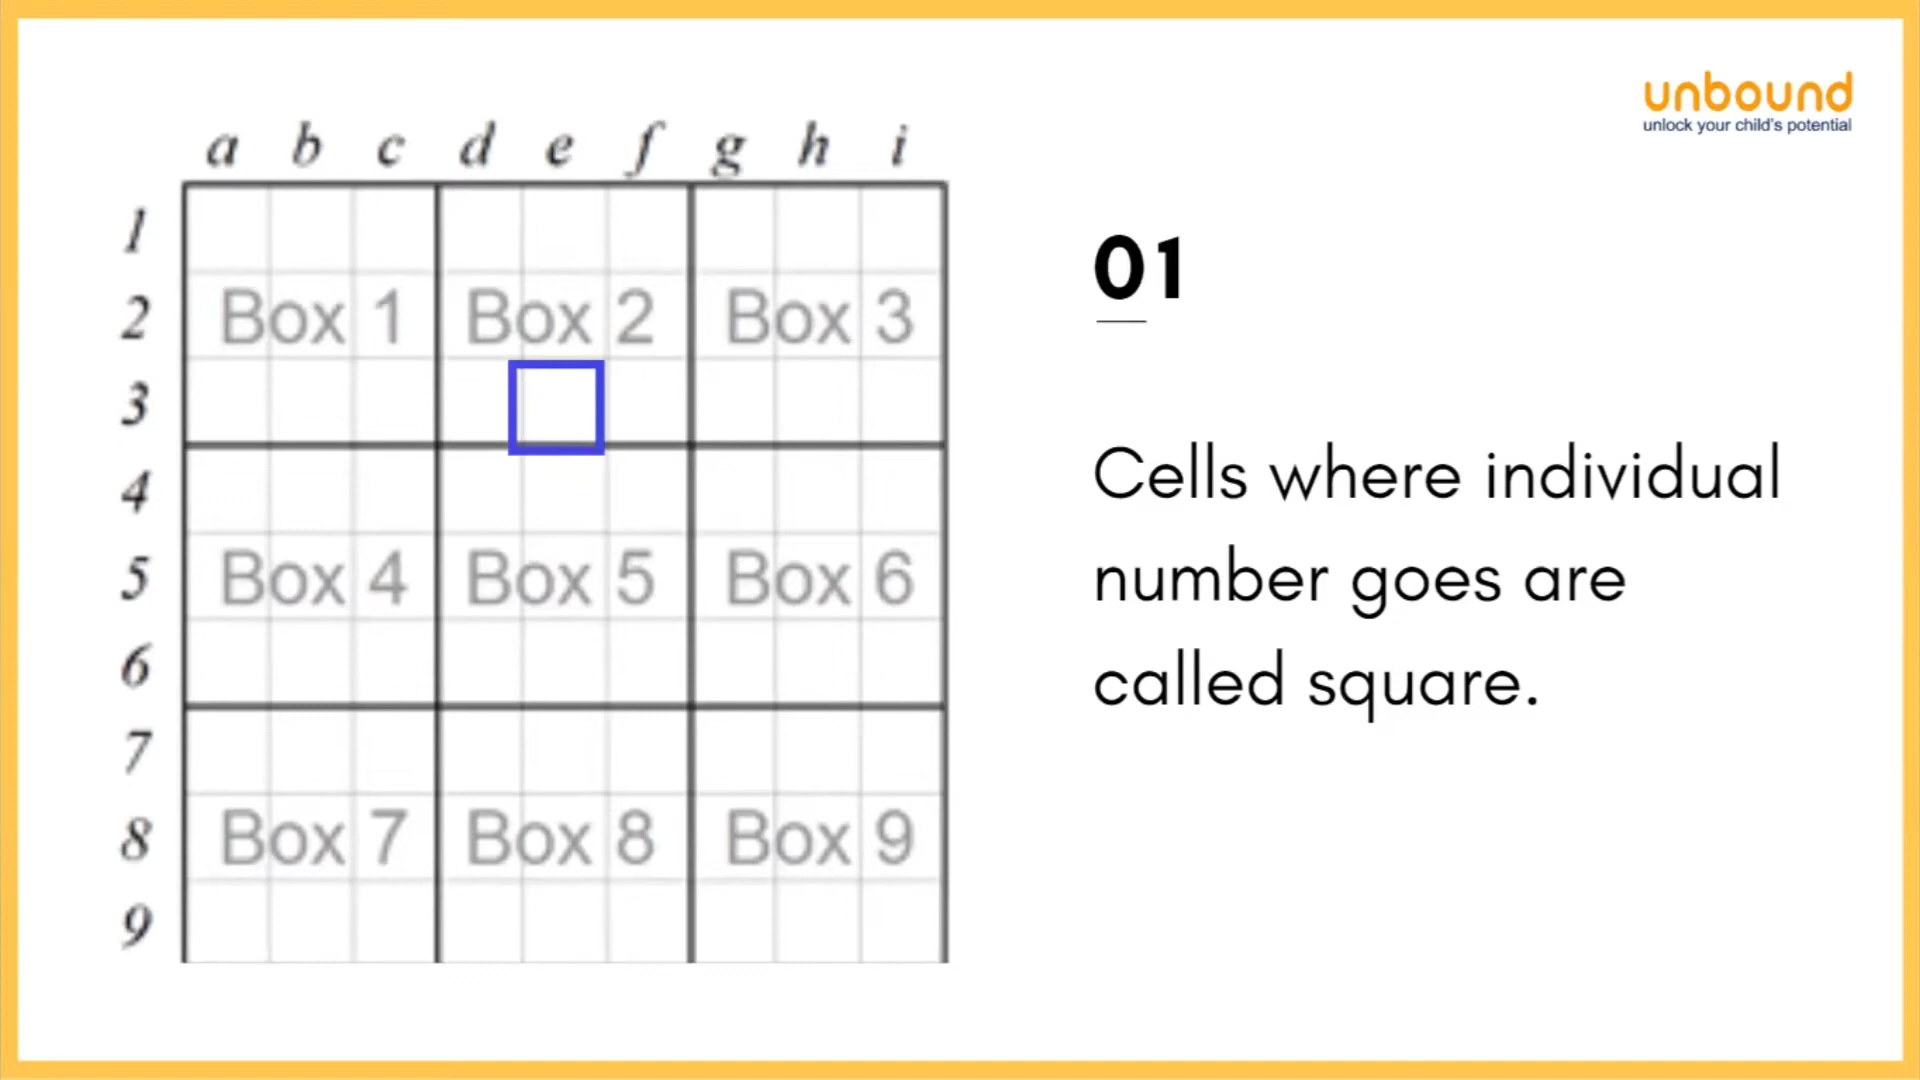 unbound
unlock your child's potential
a b c d e f g h i
1
2 Box 1 Box 2 Box 3
3
4
5 Box 4 Box 5 Box 6
6
7
8 Box 7 Box 8 Box 9
9
01
Cells where individual
number goes are
called square.